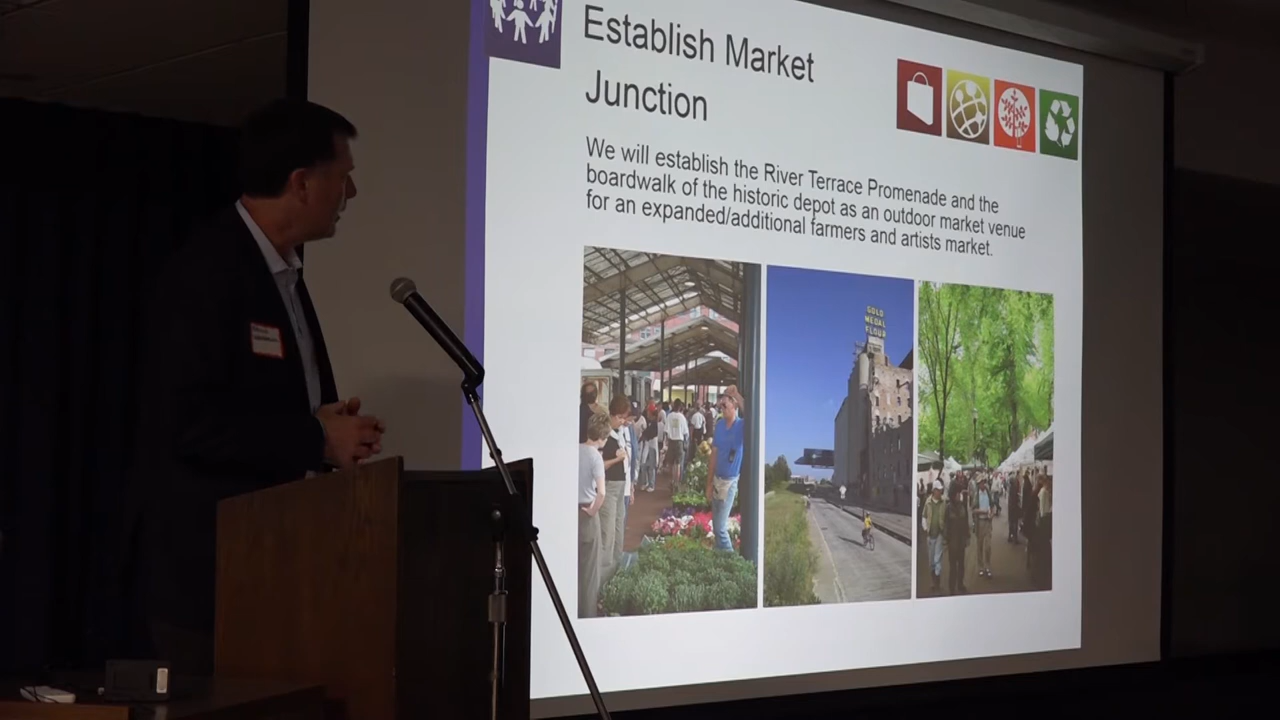 Establish Market
Junction
We will establish the River Terrace Promenade and the
boardwalk of the historic depot as an outdoor market venue
for an expanded/additional farmers and artists market.
GOLD
MEDAL
FLOUR